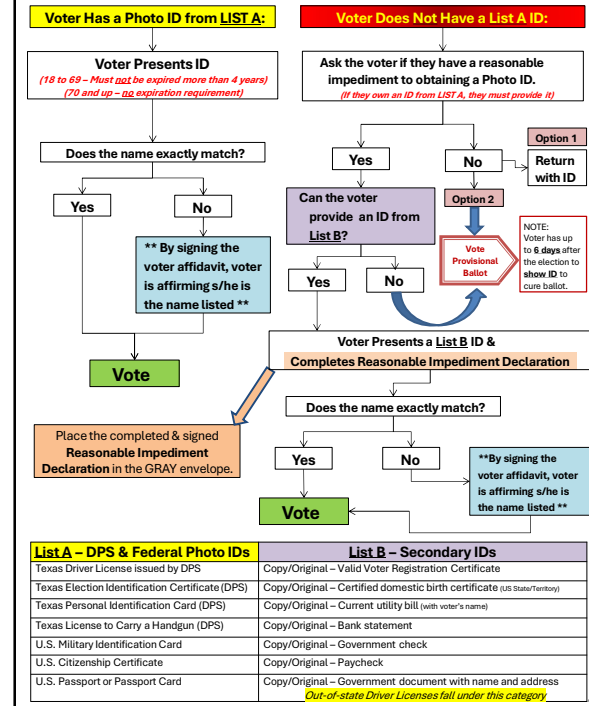 Voter Has a Photo ID from LIST A:
Voter Presents ID
(18 to 69 – Must not be expired more than 4 years)
(70 and up – no expiration requirement)
Does the name exactly match?
Yes
No
** By signing the
voter affidavit, voter
is affirming s/he is
the name listed **
Vote
Voter Does Not Have a List A ID:
Ask the voter if they have a reasonable
impediment to obtaining a Photo ID.
(If they own an ID from LIST A, they must provide it)
Yes
No
Option 1
Return
with ID
Option 2
Can the voter
provide an ID from
List B?
Vote
Provisional
Ballot
NOTE:
Voter has up
to 6 days after
the election to
show ID to
cure ballot.
Yes
No
Voter Presents a List B ID &
Completes Reasonable Impediment Declaration
Place the completed & signed
Reasonable Impediment
Declaration in the GRAY envelope.
Does the name exactly match?
Yes
No
**By signing the
voter affidavit, voter
is affirming s/he is
the name listed **
Vote
List A – DPS & Federal Photo IDs
List B – Secondary IDs
Texas Driver License issued by DPS
Copy/Original – Valid Voter Registration Certificate
Texas Election Identification Certificate (DPS)
Copy/Original – Certified domestic birth certificate (US State/Territory)
Texas Personal Identification Card (DPS)
Copy/Original – Current utility bill (with voter's name)
Texas License to Carry a Handgun (DPS)
Copy/Original – Bank statement
U.S. Military Identification Card
Copy/Original – Government check
U.S. Citizenship Certificate
Copy/Original – Paycheck
U.S. Passport or Passport Card
Copy/Original – Government document with name and address
Out-of-state Driver Licenses fall under this category